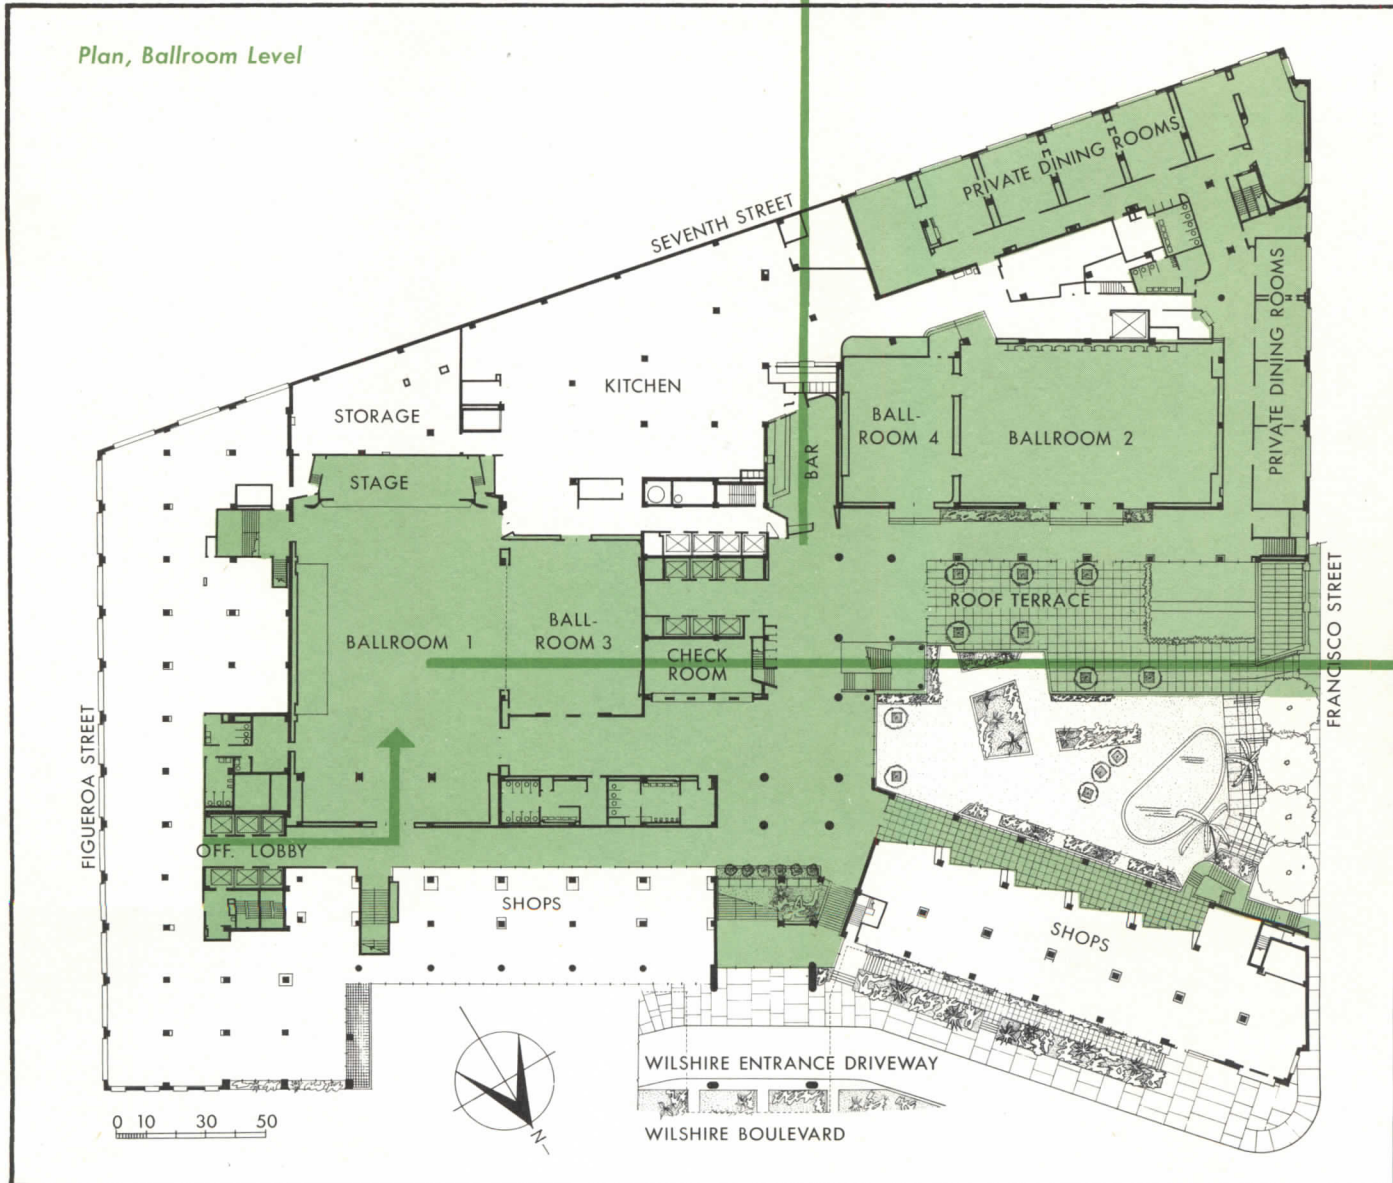 Plan, Ballroom Level
PRIVATE DINING ROOMS
SEVENTH STREET
PRIVATE DINING ROOMS
KITCHEN
STORAGE
BALL-
ROOM 4
BALLROOM 2
BAR
STAGE
ROOF TERRACE
BALLROOM 1
BALL-
ROOM 3
CHECK
ROOM
FRANCISCO STREET
FIGUEROA STREET
OFF. LOBBY
SHOPS
SHOPS
WILSHIRE ENTRANCE DRIVEWAY
WILSHIRE BOULEVARD
0 10 30 50
N